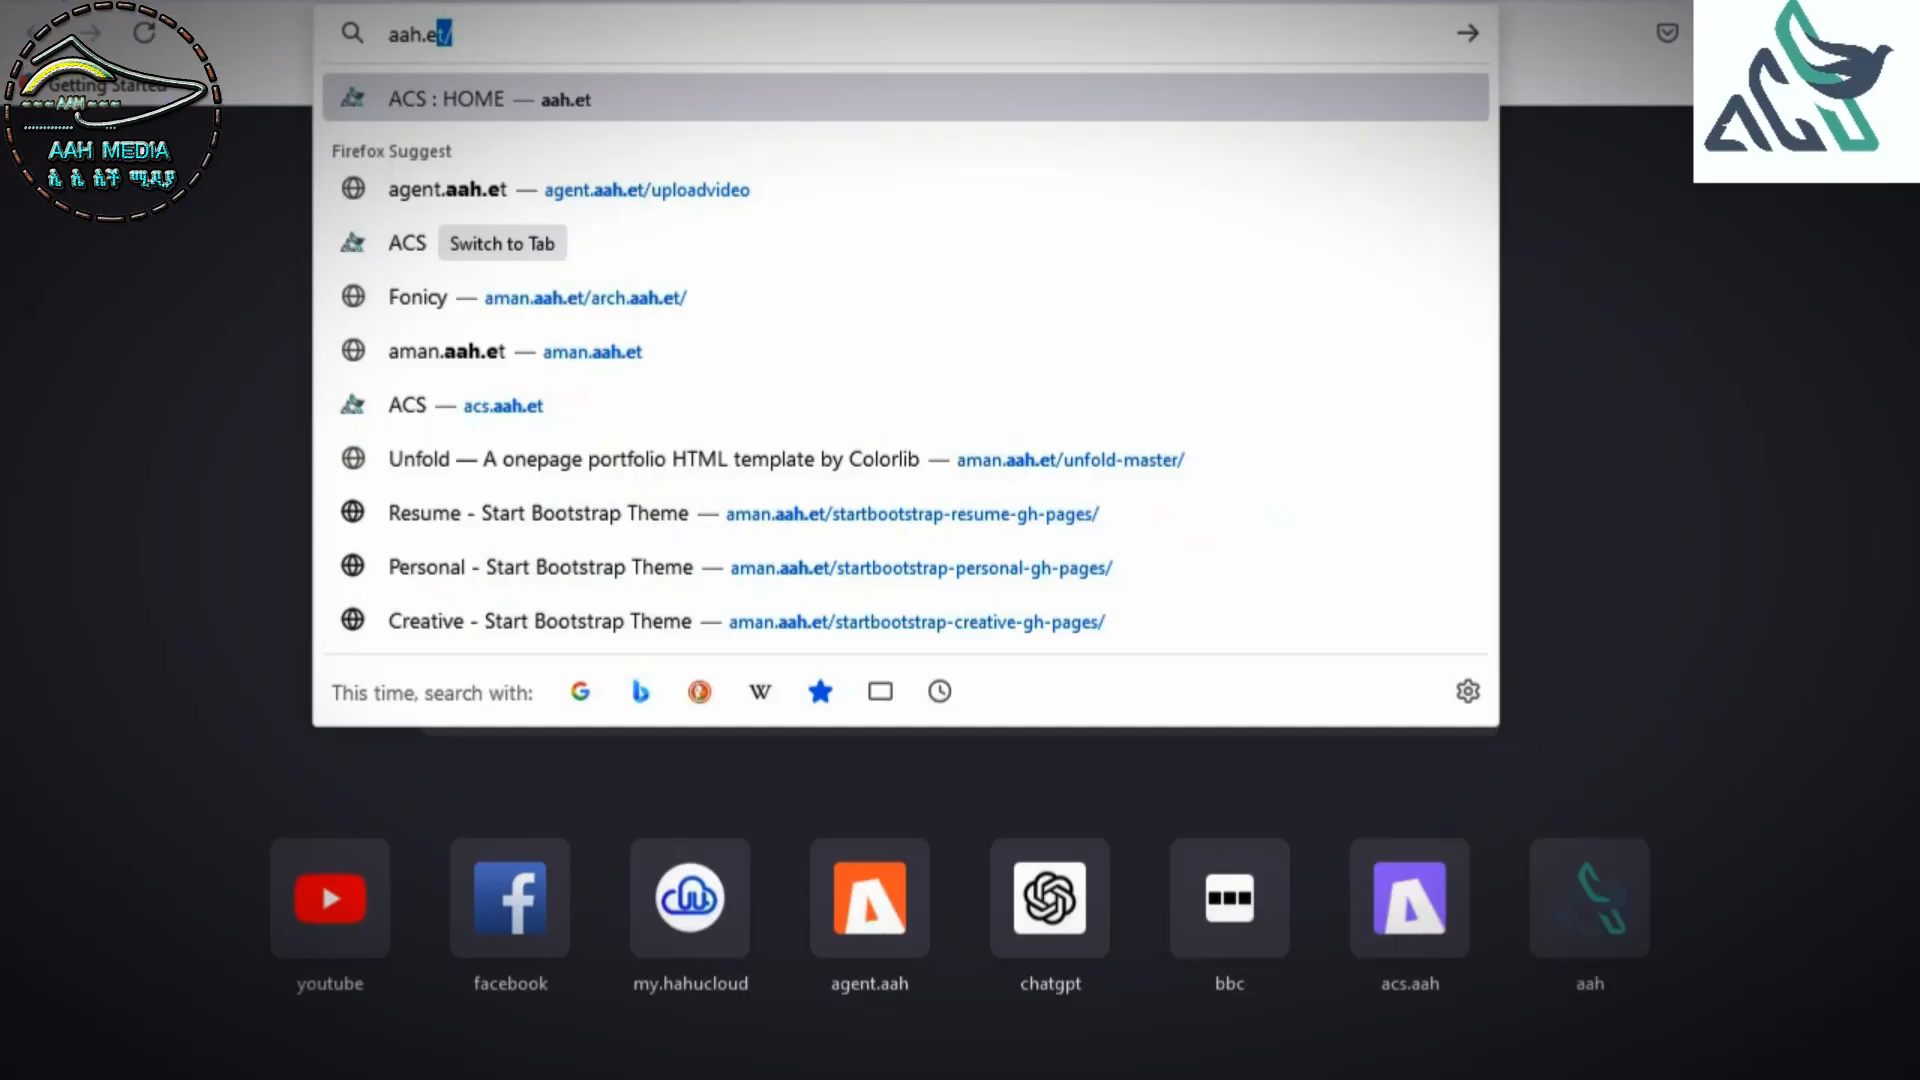 aah.et/
Getting Started
AAH
AAH MEDIA
ኤ ኤ ኤች ሚዲያ
ACS : HOME — aah.et
Firefox Suggest
agent.aah.et — agent.aah.et/uploadvideo
ACS Switch to Tab
Fonicy — aman.aah.et/arch.aah.et/
aman.aah.et — aman.aah.et
ACS — acs.aah.et
Unfold — A onepage portfolio HTML template by Colorlib — aman.aah.et/unfold-master/
Resume - Start Bootstrap Theme — aman.aah.et/startbootstrap-resume-gh-pages/
Personal - Start Bootstrap Theme — aman.aah.et/startbootstrap-personal-gh-pages/
Creative - Start Bootstrap Theme — aman.aah.et/startbootstrap-creative-gh-pages/
This time, search with:
youtube
facebook
my.hahucloud
agent.aah
chatgpt
bbc
acs.aah
aah